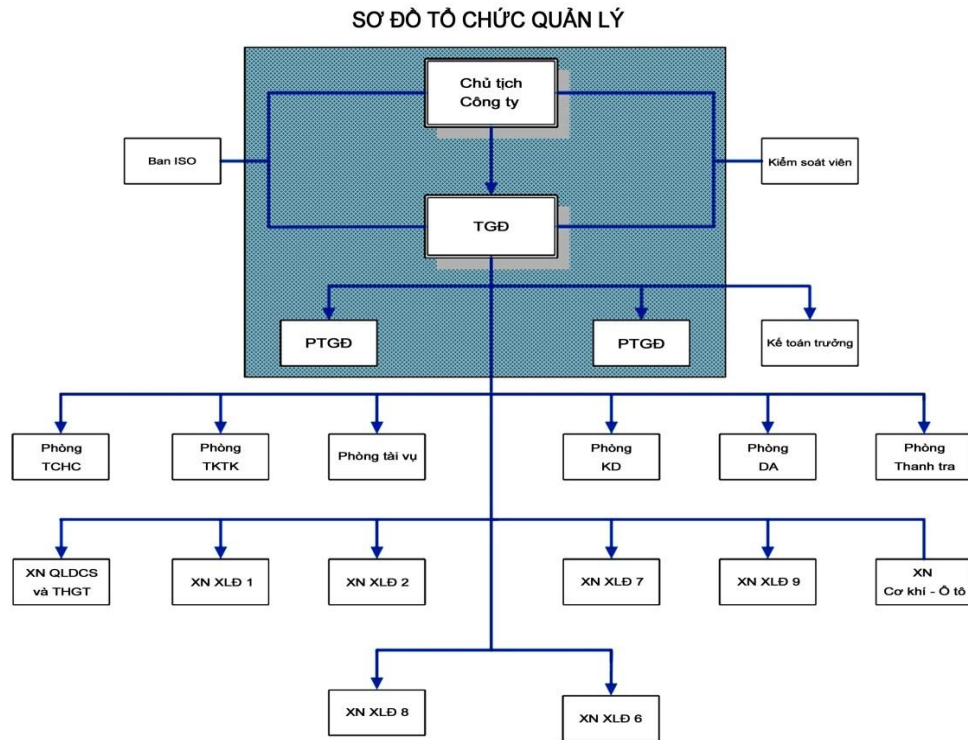 SƠ ĐỒ TỔ CHỨC QUẢN LÝ
Chủ tịch
Công ty
Ban ISO
Kiểm soát viên
TGĐ
PTGĐ
PTGĐ
Kế toán trưởng
Phòng
TCHC
Phòng
TKTK
Phòng tài vụ
Phòng
KD
Phòng
DA
Phòng
Thanh tra
XN QLDCS
và THGT
XN XLĐ 1
XN XLĐ 2
XN XLĐ 7
XN XLĐ 9
XN
Cơ khí - Ô tô
XN XLĐ 8
XN XLĐ 6